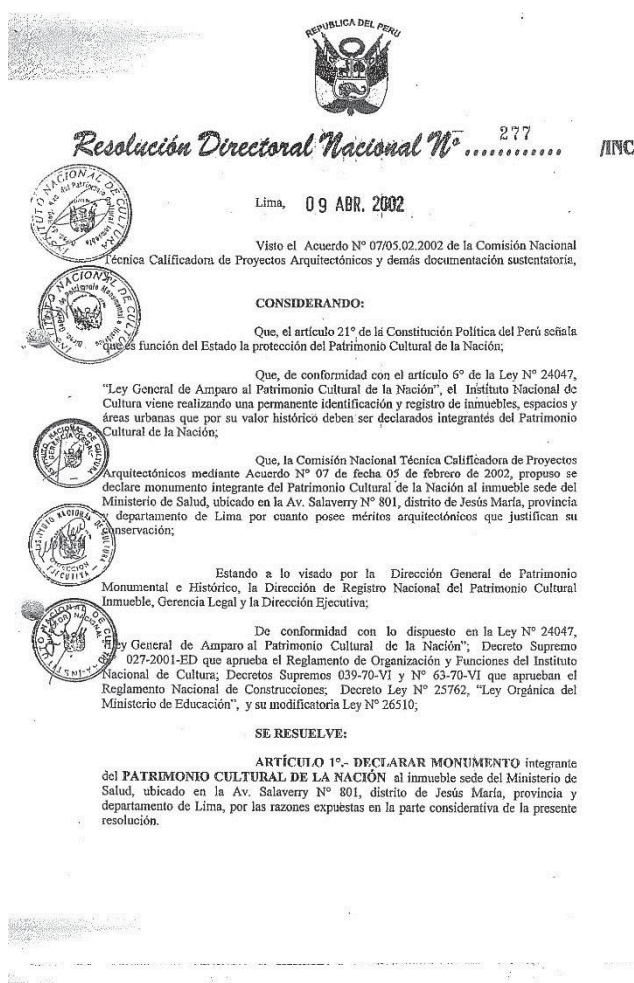 REPUBLICA DEL PERU
Resolución Directoral Nacional Nº 277 /INC
Lima, 09 ABR. 2002
Visto el Acuerdo Nº 07/05.02.2002 de la Comisión Nacional
Técnica Calificadora de Proyectos Arquitectónicos y demás documentación sustentatoria,
CONSIDERANDO:
Que, el artículo 21º de la Constitución Política del Perú señala
que es función del Estado la protección del Patrimonio Cultural de la Nación;
Que, de conformidad con el artículo 6º de la Ley Nº 24047,
"Ley General de Amparo al Patrimonio Cultural de la Nación", el Instituto Nacional de
Cultura viene realizando una permanente identificación y registro de inmuebles, espacios y
áreas urbanas que por su valor histórico deben ser declarados integrantes del Patrimonio
Cultural de la Nación;
Que, la Comisión Nacional Técnica Calificadora de Proyectos
Arquitectónicos mediante Acuerdo Nº 07 de fecha 05 de febrero de 2002, propuso se
declare monumento integrante del Patrimonio Cultural de la Nación al inmueble sede del
Ministerio de Salud, ubicado en la Av. Salaverry Nº 801, distrito de Jesús María, provincia
departamento de Lima por cuanto posee méritos arquitectónicos que justifican su
conservación;
Estando a lo visado por la Dirección General de Patrimonio
Monumental e Histórico, la Dirección de Registro Nacional del Patrimonio Cultural
Inmueble, Gerencia Legal y la Dirección Ejecutiva;
De conformidad con lo dispuesto en la Ley Nº 24047,
Ley General de Amparo al Patrimonio Cultural de la Nación"; Decreto Supremo
027-2001-ED que aprueba el Reglamento de Organización y Funciones del Instituto
Nacional de Cultura; Decretos Supremos 039-70-VI y Nº 63-70-VI que aprueban el
Reglamento Nacional de Construcciones; Decreto Ley Nº 25762, "Ley Orgánica del
Ministerio de Educación", y su modificatoria Ley Nº 26510;
SE RESUELVE:
ARTÍCULO 1º.- DECLARAR MONUMENTO integrante
del PATRIMONIO CULTURAL DE LA NACIÓN al inmueble sede del Ministerio de
Salud, ubicado en la Av. Salaverry Nº 801, distrito de Jesús María, provincia y
departamento de Lima, por las razones expuestas en la parte considerativa de la presente
resolución.
INSTITUTO NACIONAL DE CULTURA
GERENCIA LEGAL
DIRECCION EJECUTIVA